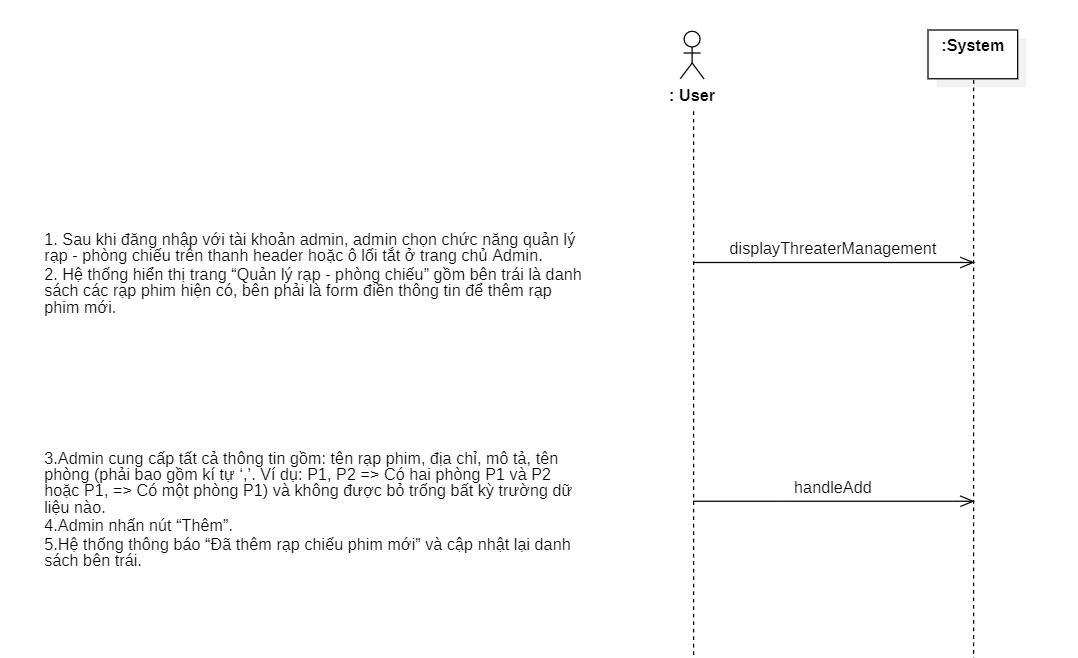 : User
:System
1. Sau khi đăng nhập với tài khoản admin, admin chọn chức năng quản lý
rạp - phòng chiếu trên thanh header hoặc ô lối tắt ở trang chủ Admin.
2. Hệ thống hiển thị trang “Quản lý rạp - phòng chiếu” gồm bên trái là danh
sách các rạp phim hiện có, bên phải là form điền thông tin để thêm rạp
phim mới.
displayThreaterManagement
3.Admin cung cấp tất cả thông tin gồm: tên rạp phim, địa chỉ, mô tả, tên
phòng (phải bao gồm kí tự ‘,’. Ví dụ: P1, P2 => Có hai phòng P1 và P2
hoặc P1, => Có một phòng P1) và không được bỏ trống bất kỳ trường dữ
liệu nào.
4.Admin nhấn nút “Thêm”.
5.Hệ thống thông báo “Đã thêm rạp chiếu phim mới” và cập nhật lại danh
sách bên trái.
handleAdd